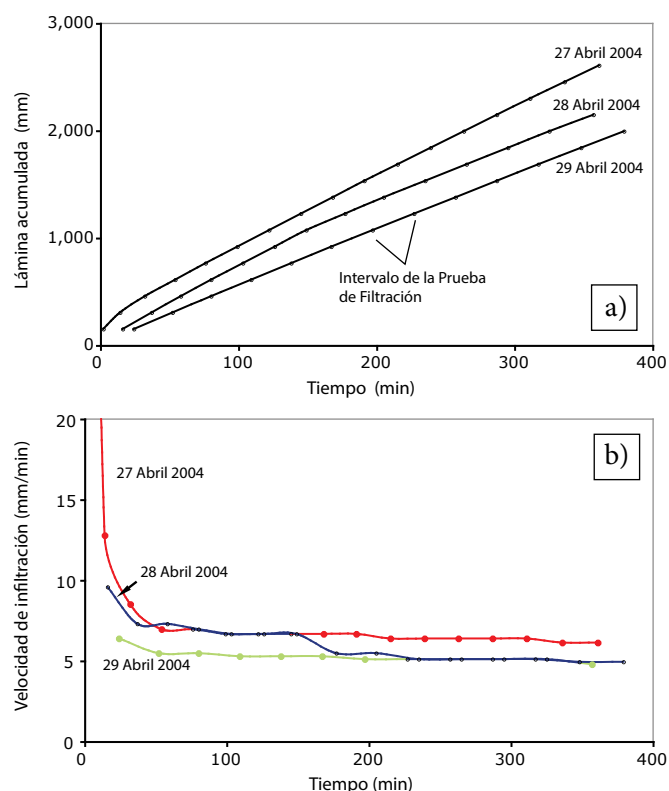 3,000
2,000
1,000
0
Lámina acumulada (mm)
27 Abril 2004
28 Abril 2004
29 Abril 2004
Intervalo de la Prueba
de Filtración
a)
0
100
200
300
400
Tiempo (min)
20
15
10
5
0
Velocidad de infiltración (mm/min)
b)
27 Abril 2004
28 Abril 2004
29 Abril 2004
0
100
200
300
400
Tiempo (min)